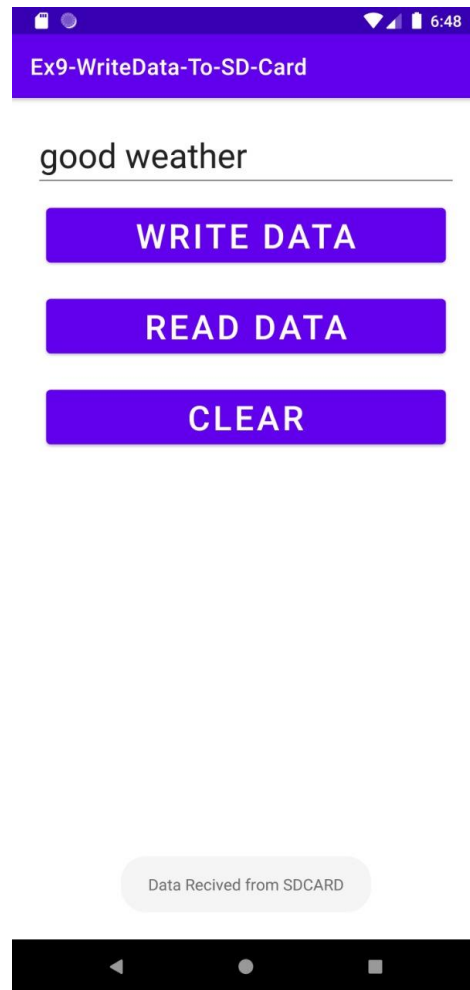 6:48
Ex9-WriteData-To-SD-Card
good weather
WRITE DATA
READ DATA
CLEAR
Data Recived from SDCARD